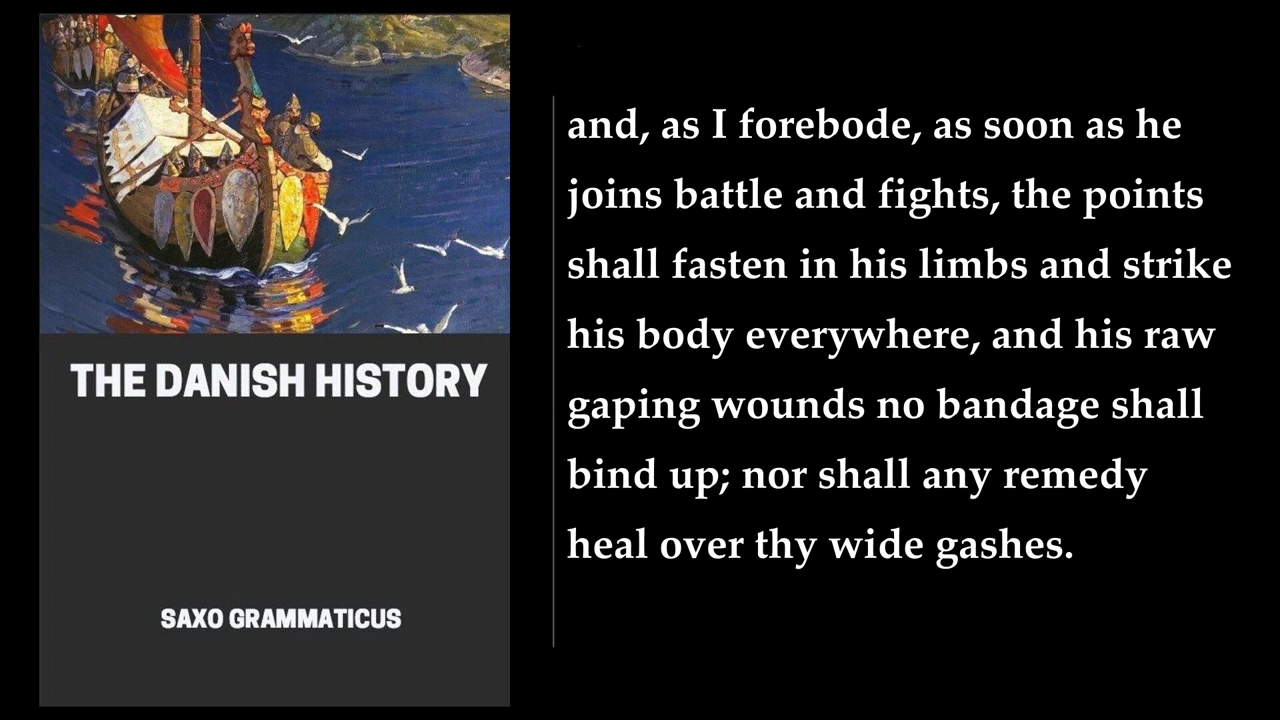 THE DANISH HISTORY
SAXO GRAMMATICUS
and, as I forebode, as soon as he
joins battle and fights, the points
shall fasten in his limbs and strike
his body everywhere, and his raw
gaping wounds no bandage shall
bind up; nor shall any remedy
heal over thy wide gashes.